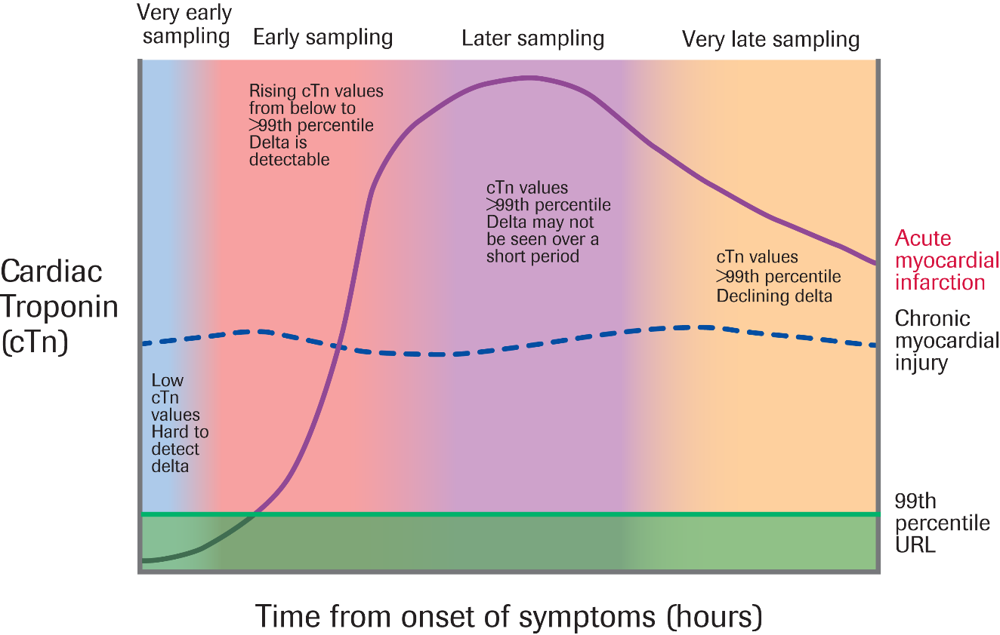 Very early
sampling
Early sampling
Later sampling
Very late sampling
Rising cTn values
from below to
>99th percentile
Delta is
detectable
cTn values
>99th percentile
Delta may not
be seen over a
short period
cTn values
>99th percentile
Declining delta
Low
cTn
values
Hard to
detect
delta
Cardiac
Troponin
(cTn)
Acute
myocardial
infarction
Chronic
myocardial
injury
99th
percentile
URL
Time from onset of symptoms (hours)